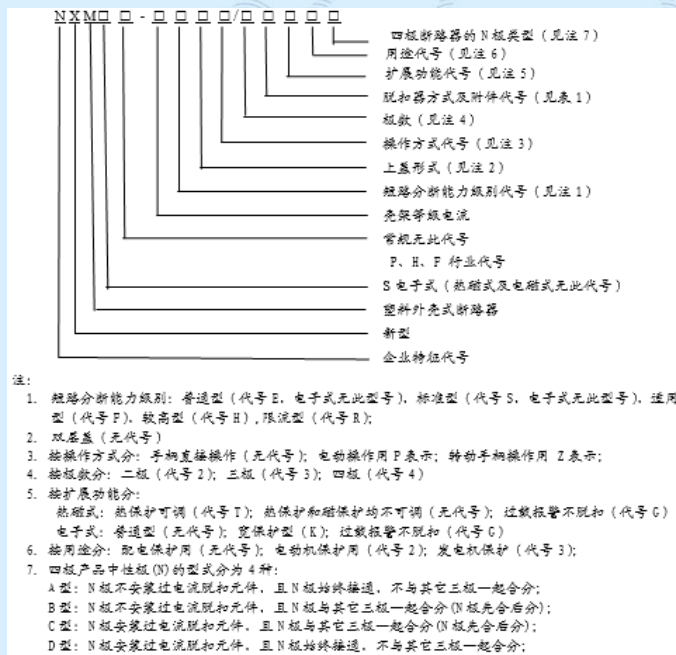 NXM□ □ - □ □ □ □/□ □ □ □ □
四极断路器的N极类型（见注7）
用途代号（见注6）
扩展功能代号（见注5）
脱扣器方式及附件代号（见表1）
极数（见注4）
操作方式代号（见注3）
上盖形式（见注2）
短路分断能力级别代号（见注1）
壳架等级电流
常规无此代号
P、H、F 行业代号
S电子式（热磁式及电磁式无此代号）
塑料外壳式断路器
新型
企业特征代号
注：
1. 短路分断能力级别：普通型（代号E，电子式无此型号），标准型（代号S，电子式无此型号），适用
型（代号F），较高型（代号H）,限流型（代号R）；
2. 双层盖（无代号）
3. 按操作方式分：手柄直接操作（无代号）；电动操作用P表示；转动手柄操作用 Z表示；
4. 按极数分：二极（代号2）；三极（代号3）；四极（代号4）
5. 按扩展功能分：
热磁式：热保护可调（代号T）；热保护和磁保护均不可调（无代号）；过载报警不脱扣（代号G）
电子式：普通型（无代号）；宽保护型（K）；过载报警不脱扣（代号G）
6. 按用途分：配电保护用（无代号）；电动机保护用（代号2）；发电机保护（代号3）；
7. 四极产品中性极(N)的型式分为4种：
A型：N极不安装过电流脱扣元件，且N极始终接通，不与其它三极一起合分；
B型：N极不安装过电流脱扣元件，且N极与其它三极一起合分(N极先合后分)；
C型：N极安装过电流脱扣元件，且N极与其它三极一起合分(N极先合后分)；
D型：N极安装过电流脱扣元件，且N极始终接通，不与其它三极一起合分；